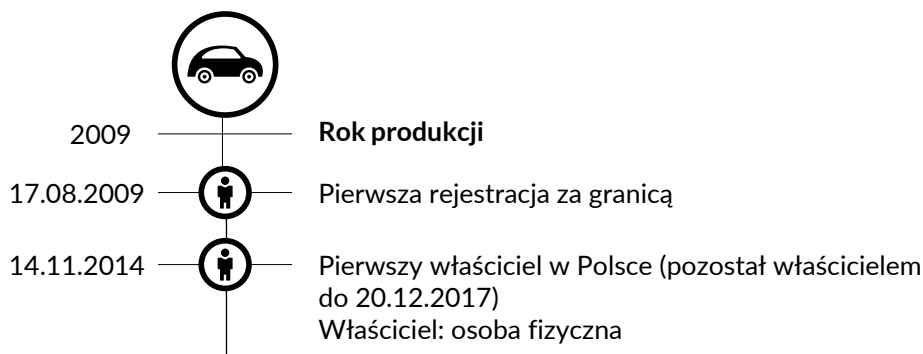 2009 Rok produkcji
17.08.2009 Pierwsza rejestracja za granicą
14.11.2014 Pierwszy właściciel w Polsce (pozostał właścicielem
do 20.12.2017)
Właściciel: osoba fizyczna